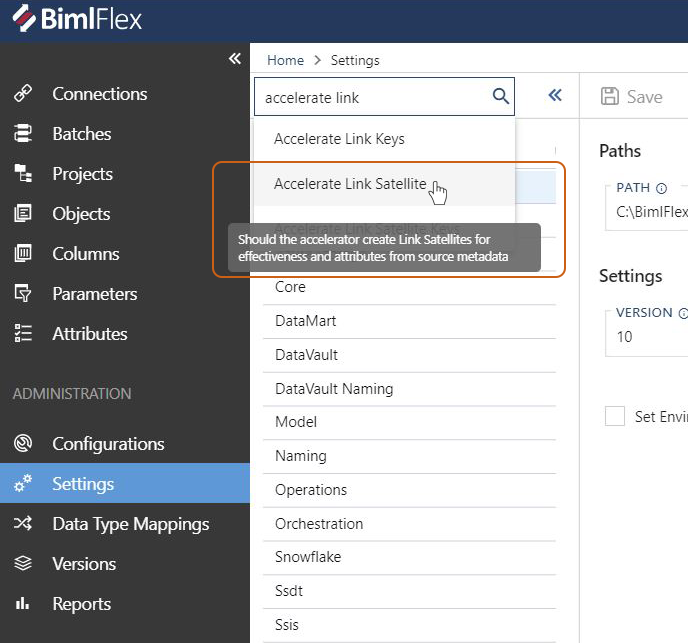 BimlFlex
Connections
Batches
Projects
Objects
Columns
Parameters
Attributes
ADMINISTRATION
Configurations
Settings
Data Type Mappings
Versions
Reports
Home > Settings
accelerate link
Accelerate Link Keys
Accelerate Link Satellite
Accelerate Link Satellite Keys
Should the accelerator create Link Satellites for
effectiveness and attributes from source metadata
Core
DataMart
DataVault
DataVault Naming
Model
Naming
Operations
Orchestration
Snowflake
Ssdt
Ssis
Save
Paths
PATH
C:\BimlFlex
Settings
VERSION
10
Set Envi